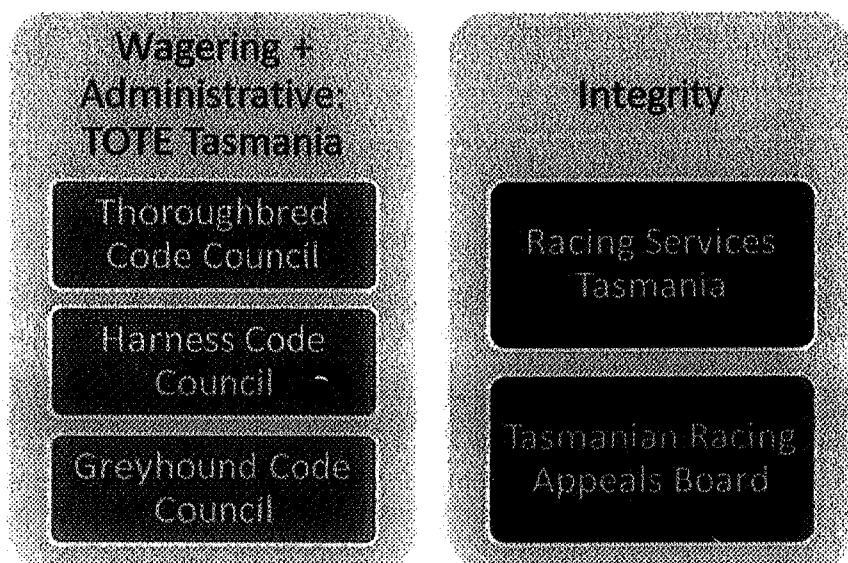 Wagering +
Administrative:
TOTE Tasmania
Thoroughbred
Code Council
Harness Code
Council
Greyhound Code
Council
Integrity
Racing Services
Tasmania
Tasmanian Racing
Appeals Board